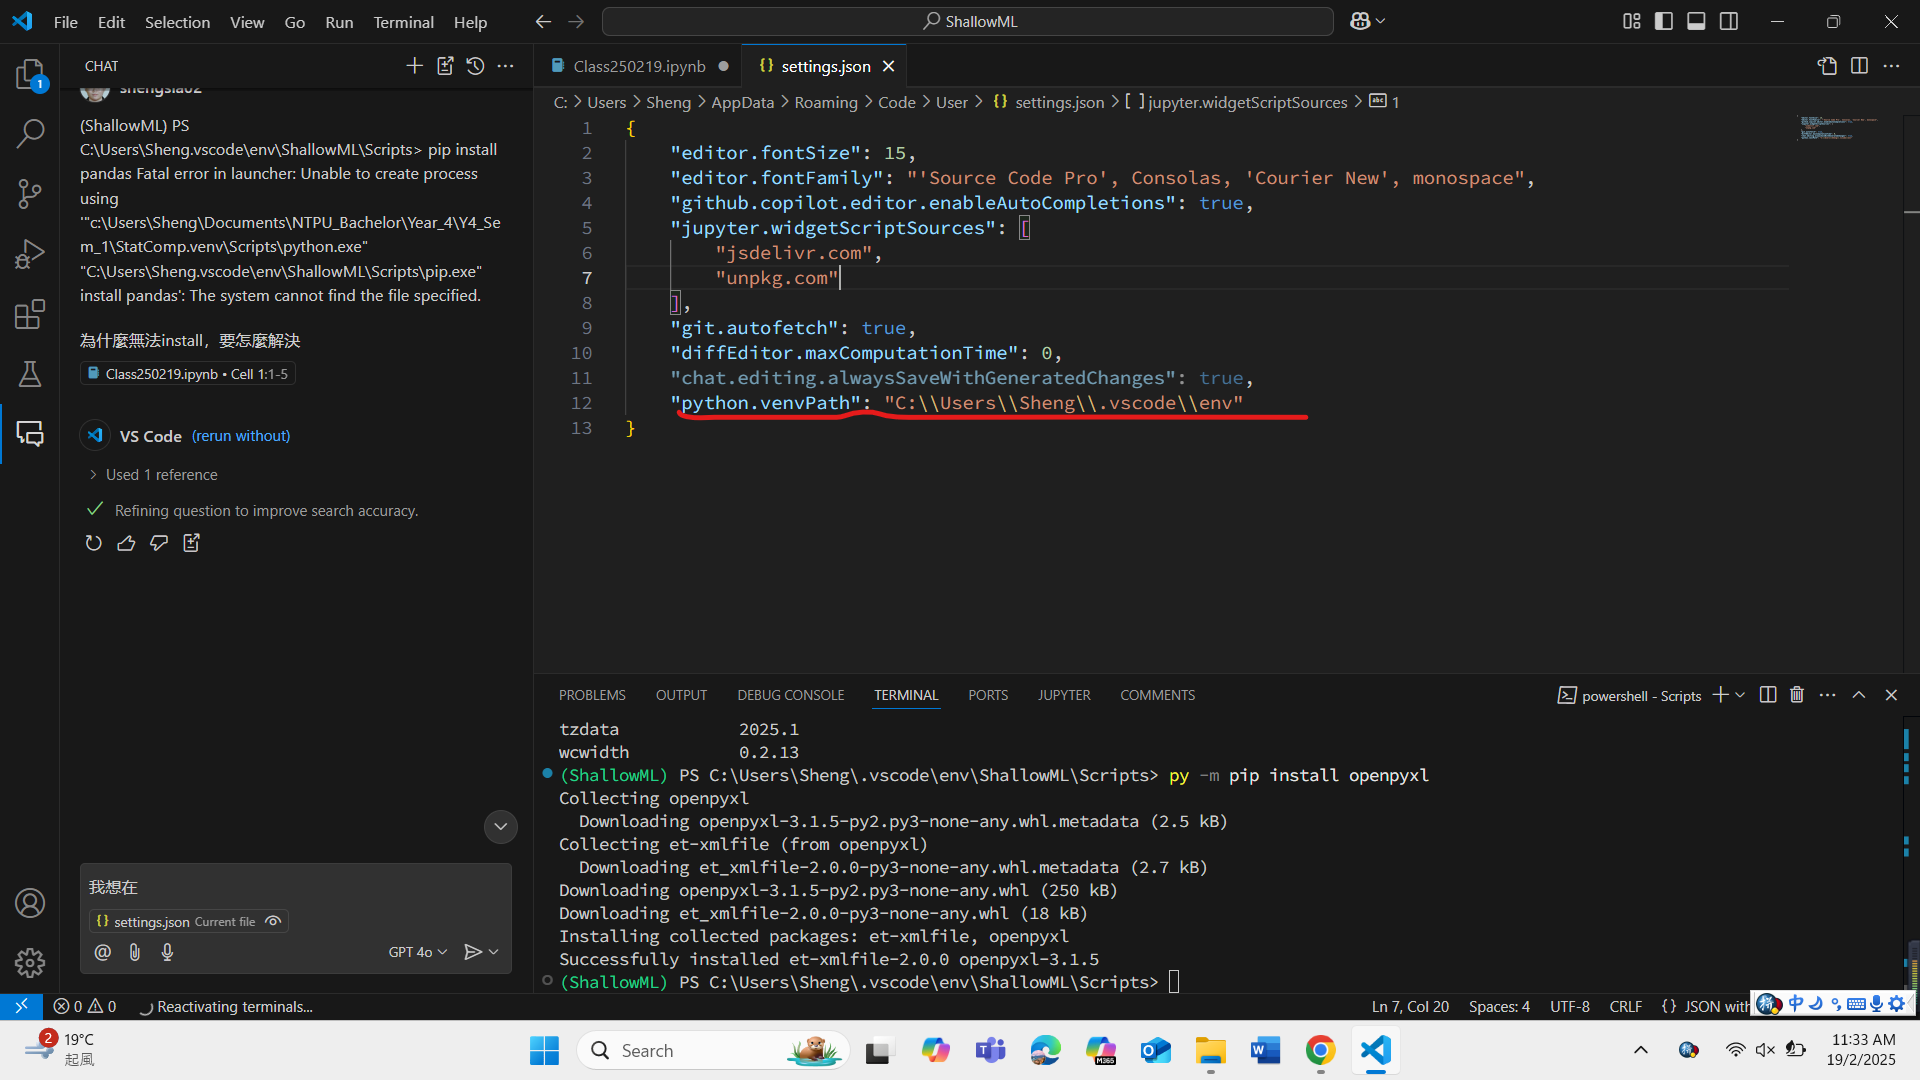 File Edit Selection View Go Run Terminal Help
ShallowML
CHAT
shengsia02
(ShallowML) PS
C:\Users\Sheng.vscode\env\ShallowML\Scripts> pip install
pandas Fatal error in launcher: Unable to create process
using
'"c:\Users\Sheng\Documents\NTPU_Bachelor\Year_4\Y4_Se
m_1\StatComp.venv\Scripts\python.exe"
"C:\Users\Sheng.vscode\env\ShallowML\Scripts\pip.exe"
install pandas': The system cannot find the file specified.
為什麼無法install，要怎麼解決
Class250219.ipynb • Cell 1:1-5
VS Code (rerun without)
Used 1 reference
Refining question to improve search accuracy.
我想在
{} settings.json Current file
GPT 4o
Class250219.ipynb
{} settings.json
C: > Users > Sheng > AppData > Roaming > Code > User > {} settings.json > [ ] jupyter.widgetScriptSources > abc 1
1 {
2 "editor.fontSize": 15,
3 "editor.fontFamily": "'Source Code Pro', Consolas, 'Courier New', monospace",
4 "github.copilot.editor.enableAutoCompletions": true,
5 "jupyter.widgetScriptSources": [
6 "jsdelivr.com",
7 "unpkg.com"
8 ],
9 "git.autofetch": true,
10 "diffEditor.maxComputationTime": 0,
11 "chat.editing.alwaysSaveWithGeneratedChanges": true,
12 "python.venvPath": "C:\\Users\\Sheng\\.vscode\\env"
13 }
PROBLEMS OUTPUT DEBUG CONSOLE TERMINAL PORTS JUPYTER COMMENTS
powershell - Scripts
tzdata 2025.1
wcwidth 0.2.13
(ShallowML) PS C:\Users\Sheng\.vscode\env\ShallowML\Scripts> py -m pip install openpyxl
Collecting openpyxl
Downloading openpyxl-3.1.5-py2.py3-none-any.whl.metadata (2.5 kB)
Collecting et-xmlfile (from openpyxl)
Downloading et_xmlfile-2.0.0-py3-none-any.whl.metadata (2.7 kB)
Downloading openpyxl-3.1.5-py2.py3-none-any.whl (250 kB)
Downloading et_xmlfile-2.0.0-py3-none-any.whl (18 kB)
Installing collected packages: et-xmlfile, openpyxl
Successfully installed et-xmlfile-2.0.0 openpyxl-3.1.5
(ShallowML) PS C:\Users\Sheng\.vscode\env\ShallowML\Scripts>
0 0 Reactivating terminals...
Ln 7, Col 20 Spaces: 4 UTF-8 CRLF {} JSON with
中
2
19°C
起風
Search
M365
11:33 AM
19/2/2025